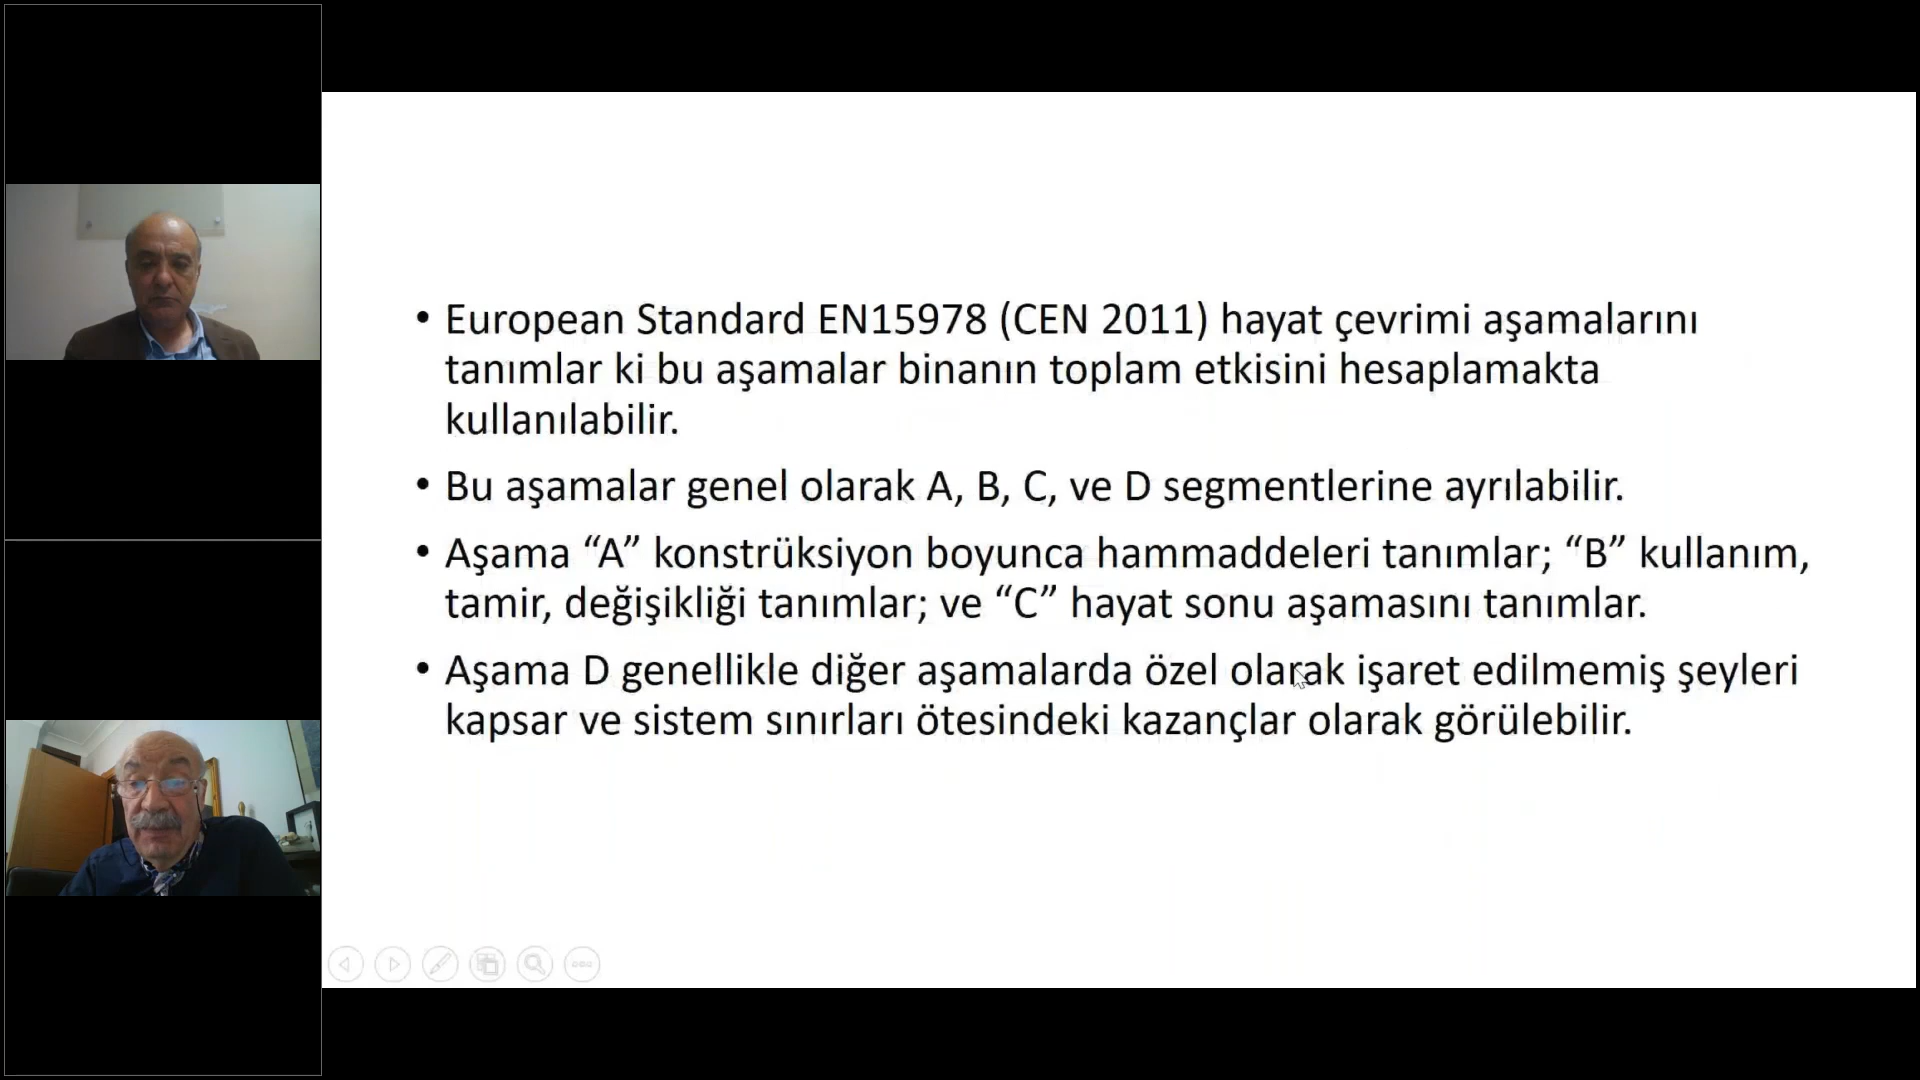 • European Standard EN15978 (CEN 2011) hayat çevrimi aşamalarını
tanımlar ki bu aşamalar binanın toplam etkisini hesaplamakta
kullanılabilir.
• Bu aşamalar genel olarak A, B, C, ve D segmentlerine ayrılabilir.
• Aşama “A” konstrüksiyon boyunca hammaddeleri tanımlar; “B” kullanım,
tamir, değişikliği tanımlar; ve “C” hayat sonu aşamasını tanımlar.
• Aşama D genellikle diğer aşamalarda özel olarak işaret edilmemiş şeyleri
kapsar ve sistem sınırları ötesindeki kazançlar olarak görülebilir.